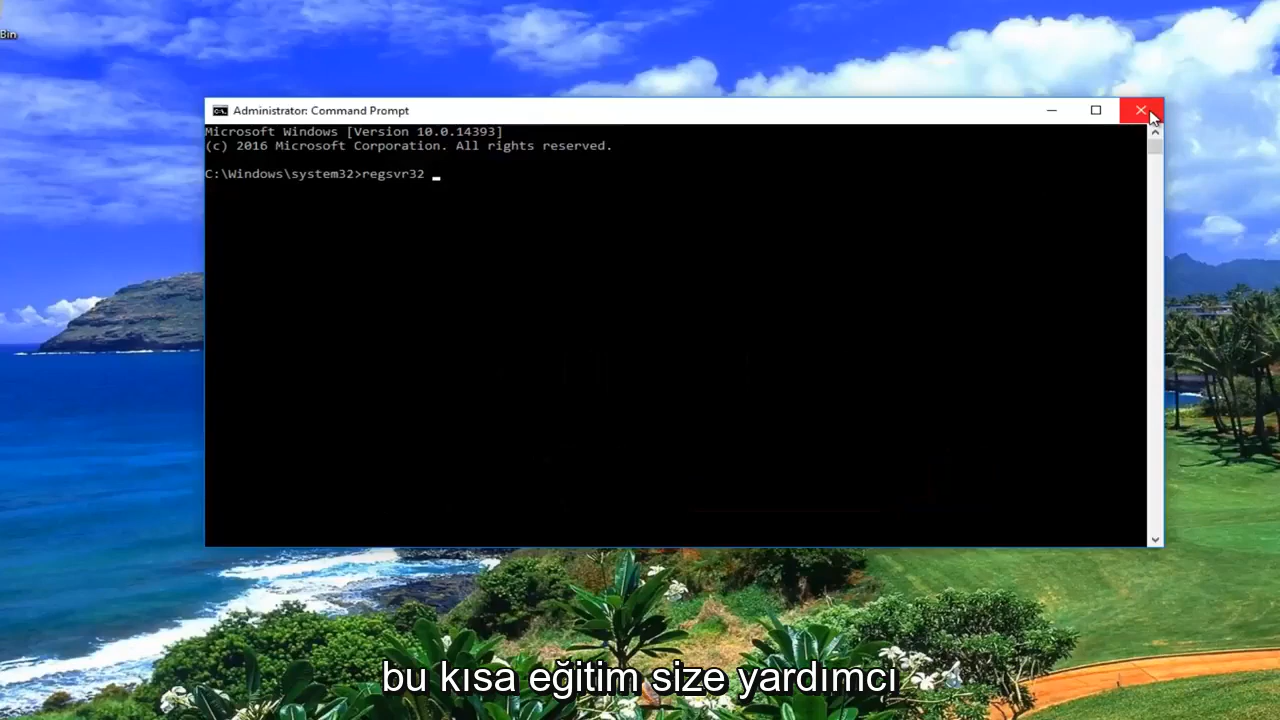 Bin
Administrator: Command Prompt
Microsoft Windows [Version 10.0.14393]
(c) 2016 Microsoft Corporation. All rights reserved.
C:\Windows\system32>regsvr32
bu kısa eğitim size yardımcı